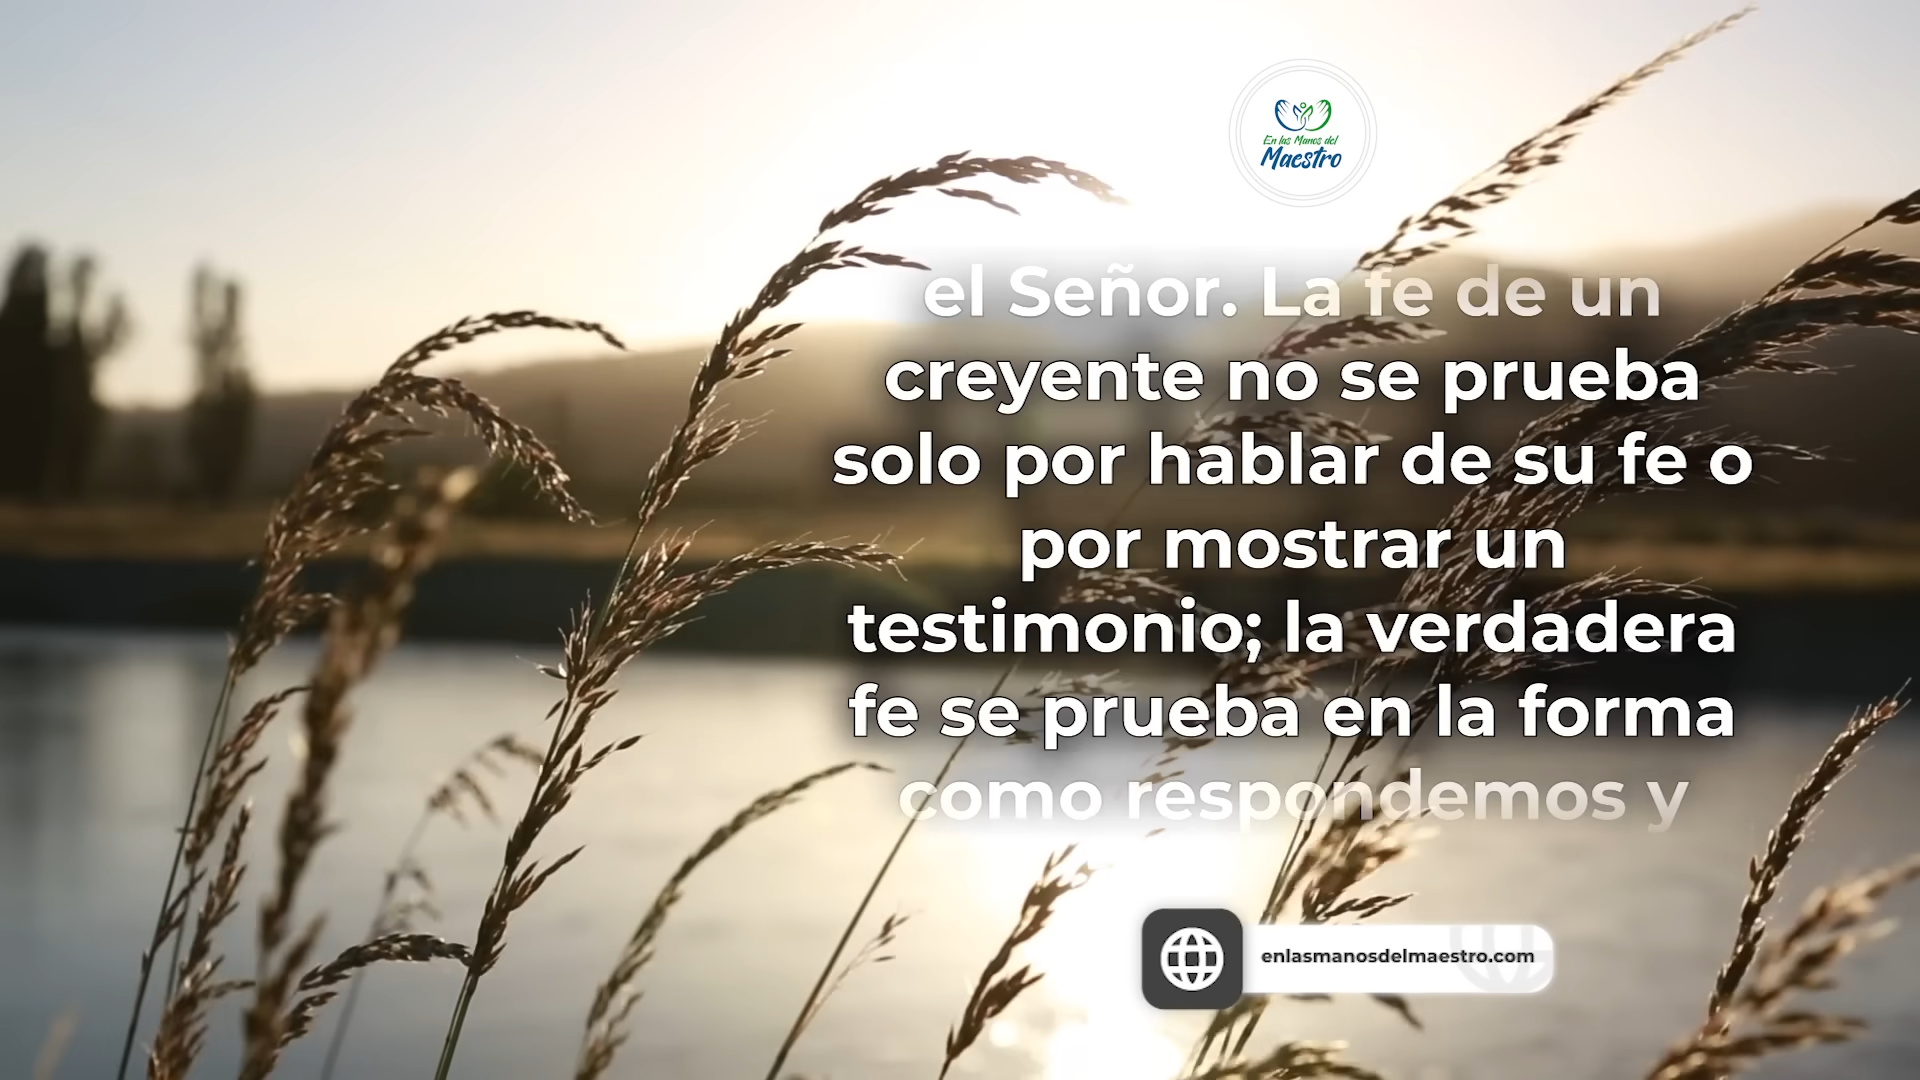 En las Manos del
Maestro
el Señor. La fe de un
creyente no se prueba
solo por hablar de su fe o
por mostrar un
testimonio; la verdadera
fe se prueba en la forma
como respondemos y
enlasmanosdelmaestro.com